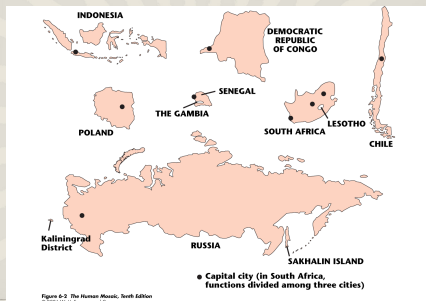 INDONESIA
DEMOCRATIC
REPUBLIC
OF CONGO
SENEGAL
THE GAMBIA
POLAND
SOUTH AFRICA
LESOTHO
CHILE
Kaliningrad
District
RUSSIA
SAKHALIN ISLAND
Capital city (in South Africa,
functions divided among three cities)
Figure 6-2 The Human Mosaic, Tenth Edition